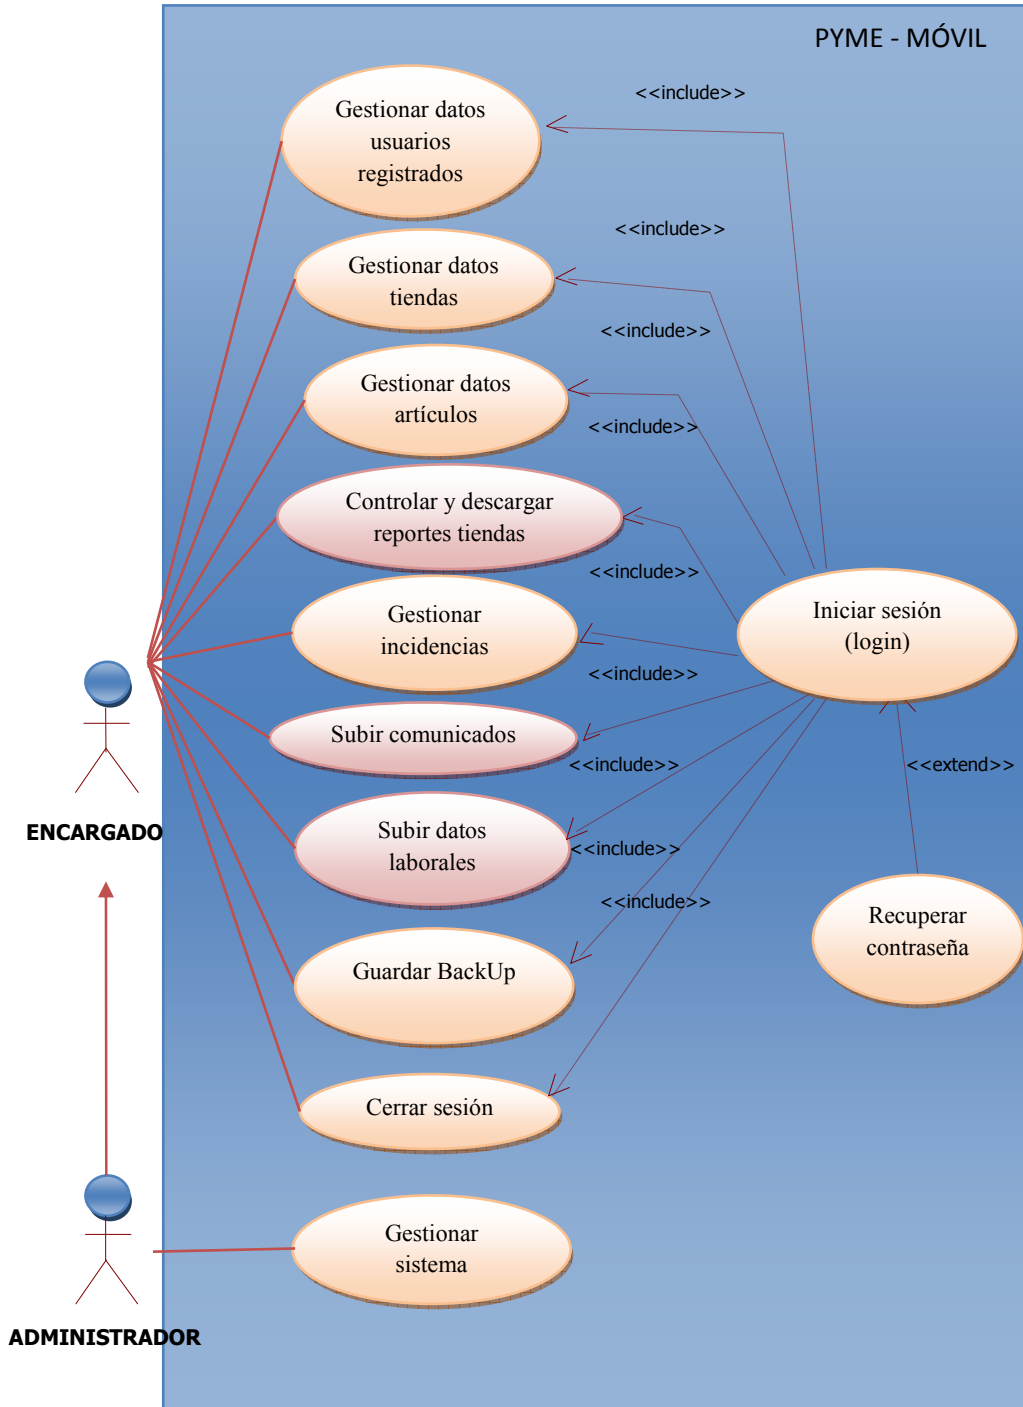 PYME - MÓVIL
<<include>>
Gestionar datos
usuarios
registrados
<<include>>
Gestionar datos
tiendas
<<include>>
Gestionar datos
artículos
<<include>>
Controlar y descargar
reportes tiendas
<<include>>
Gestionar
incidencias
Iniciar sesión
(login)
<<include>>
Subir comunicados
<<include>>
<<extend>>
ENCARGADO
Subir datos
laborales
<<include>>
<<include>>
Recuperar
contraseña
Guardar BackUp
Cerrar sesión
Gestionar
sistema
ADMINISTRADOR